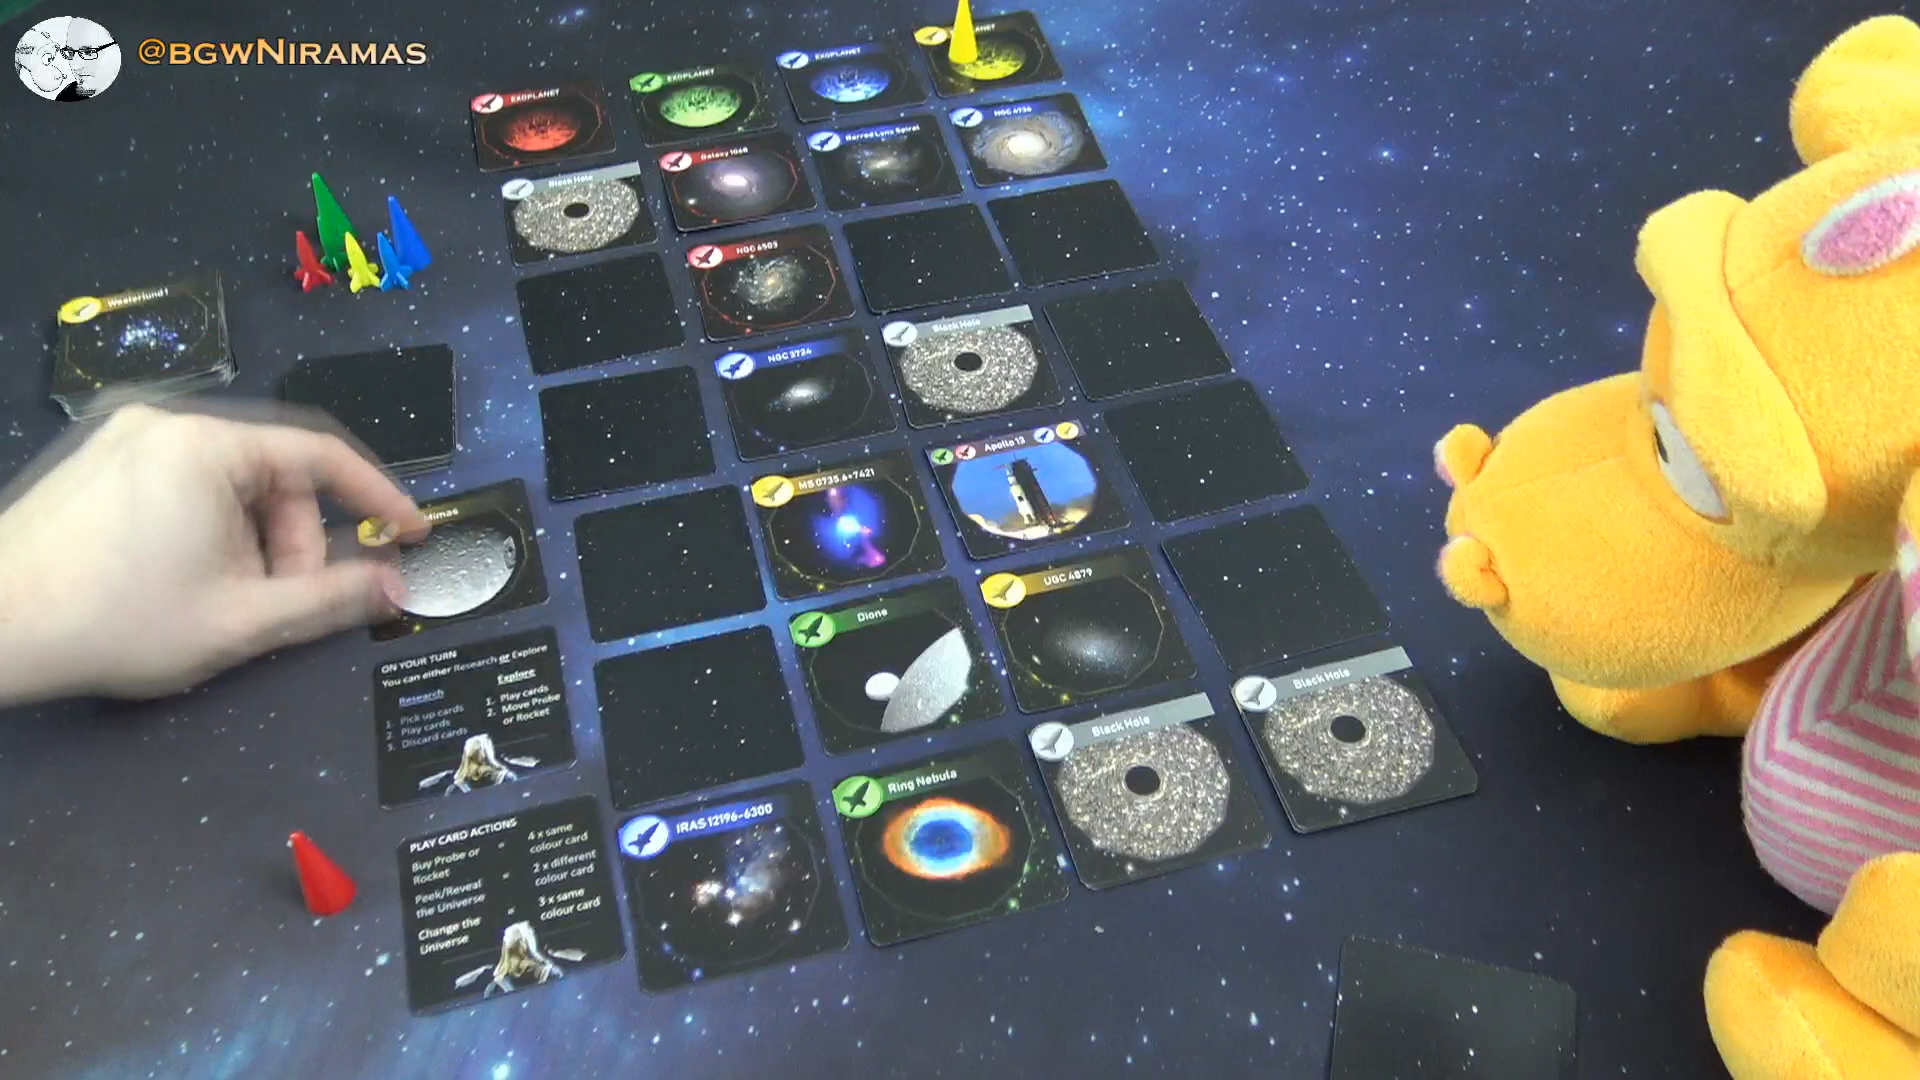 @BGWNIRAMAS
EXOPLANET
EXOPLANET
EXOPLANET
Black Hole
Galaxy 1068
Barred Lynx Spiral
NGC 6503
Westerlund 1
NGC 3724
Black Hole
MS 0735.6+7421
Apollo 13
Mimas
Dione
UGC 4879
ON YOUR TURN
You can either Research or Explore
Research
1. Pick up cards
2. Play cards
3. Discard cards
Explore
1. Play cards
2. Move Probe
or Rocket
Black Hole
Black Hole
IRAS 12196-6300
Ring Nebula
PLAY CARD ACTIONS
Buy Probe or Rocket = 4 x same colour card
Peek/Reveal the Universe = 2 x different colour card
Change the Universe = 3 x same colour card